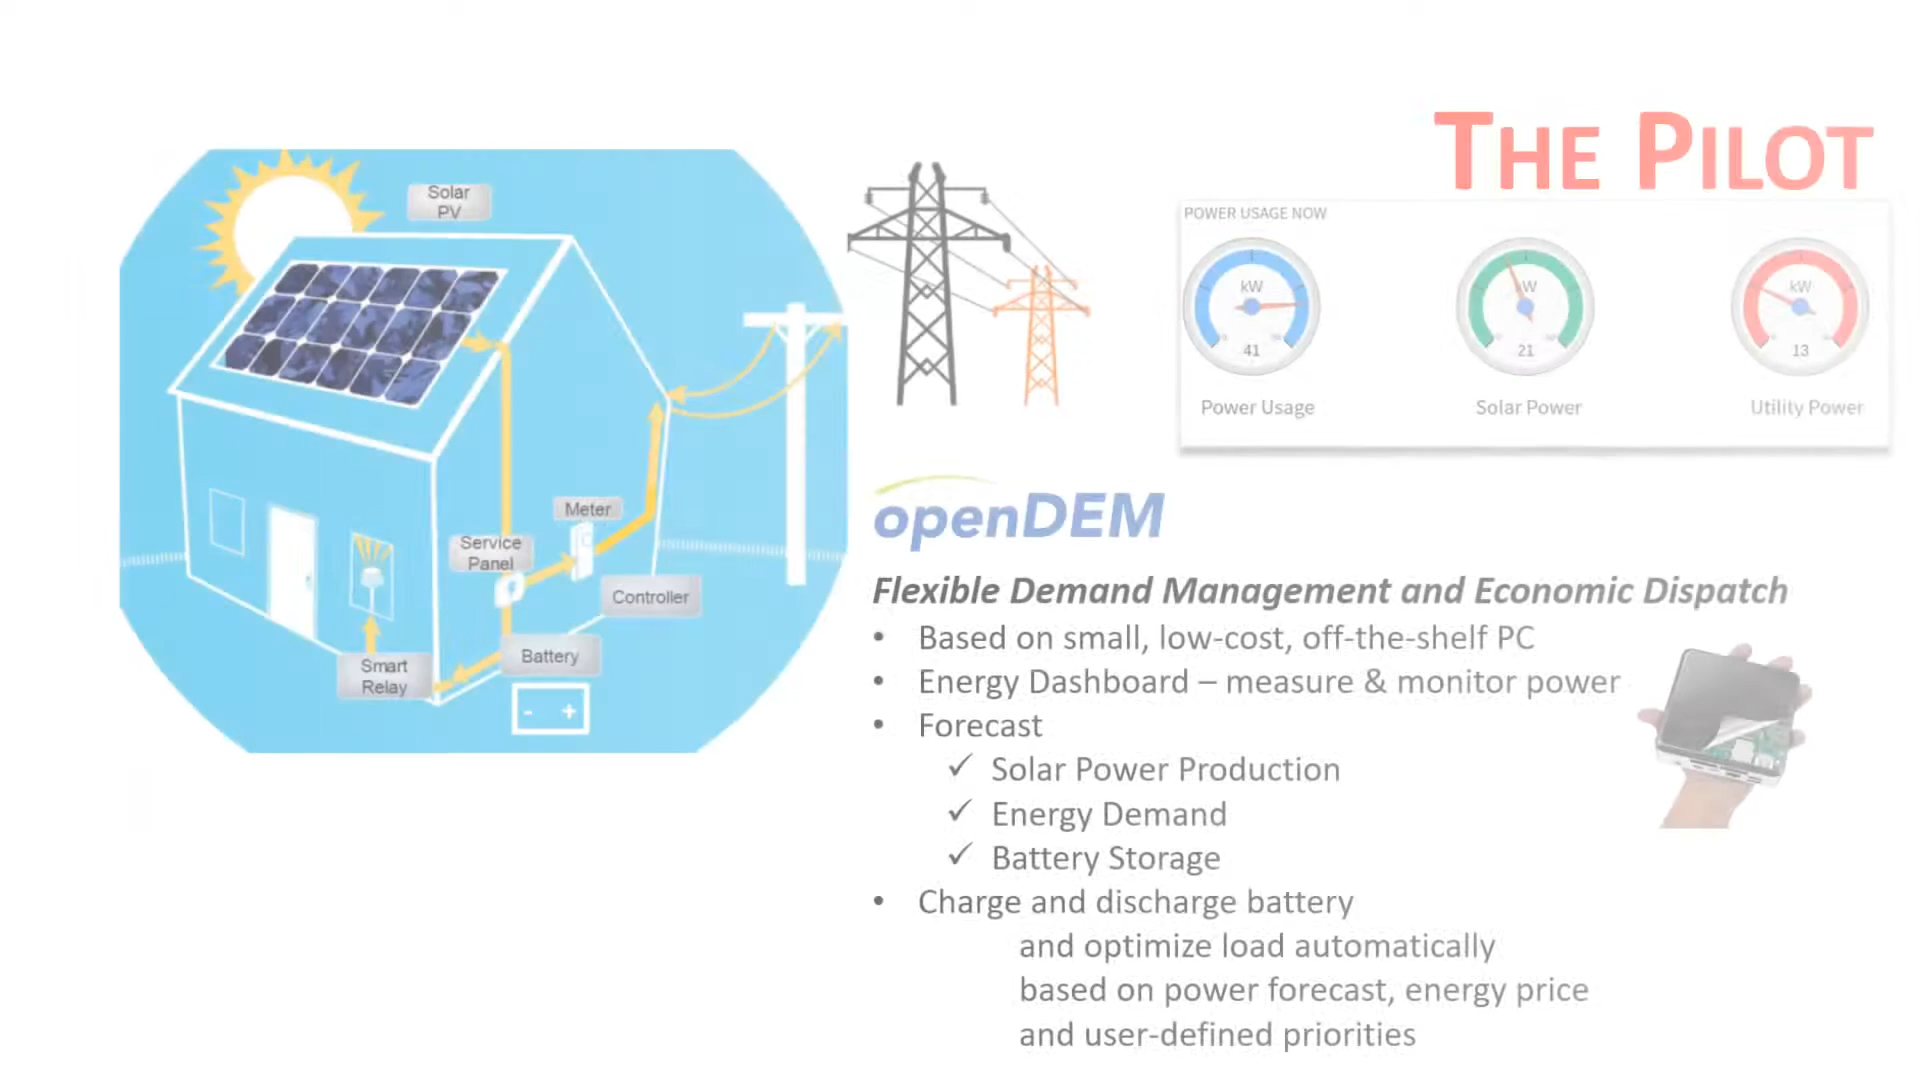 THE PILOT
Solar
PV
POWER USAGE NOW
kW
kW
kW
41
21
13
Power Usage
Solar Power
Utility Power
Meter
Service
Panel
Controller
Battery
Smart
Relay
- +
openDEM
Flexible Demand Management and Economic Dispatch
• Based on small, low-cost, off-the-shelf PC
• Energy Dashboard – measure & monitor power
• Forecast
✓ Solar Power Production
✓ Energy Demand
✓ Battery Storage
• Charge and discharge battery
and optimize load automatically
based on power forecast, energy price
and user-defined priorities